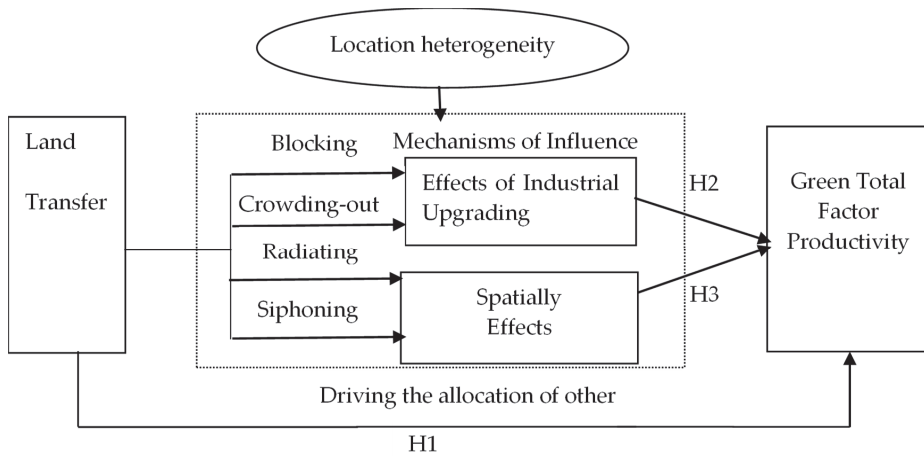 Location heterogeneity
Land
Transfer
Blocking
Mechanisms of Influence
Effects of Industrial
Upgrading
Crowding-out
Radiating
Siphoning
Spatially
Effects
H2
H3
Green Total
Factor
Productivity
Driving the allocation of other
H1